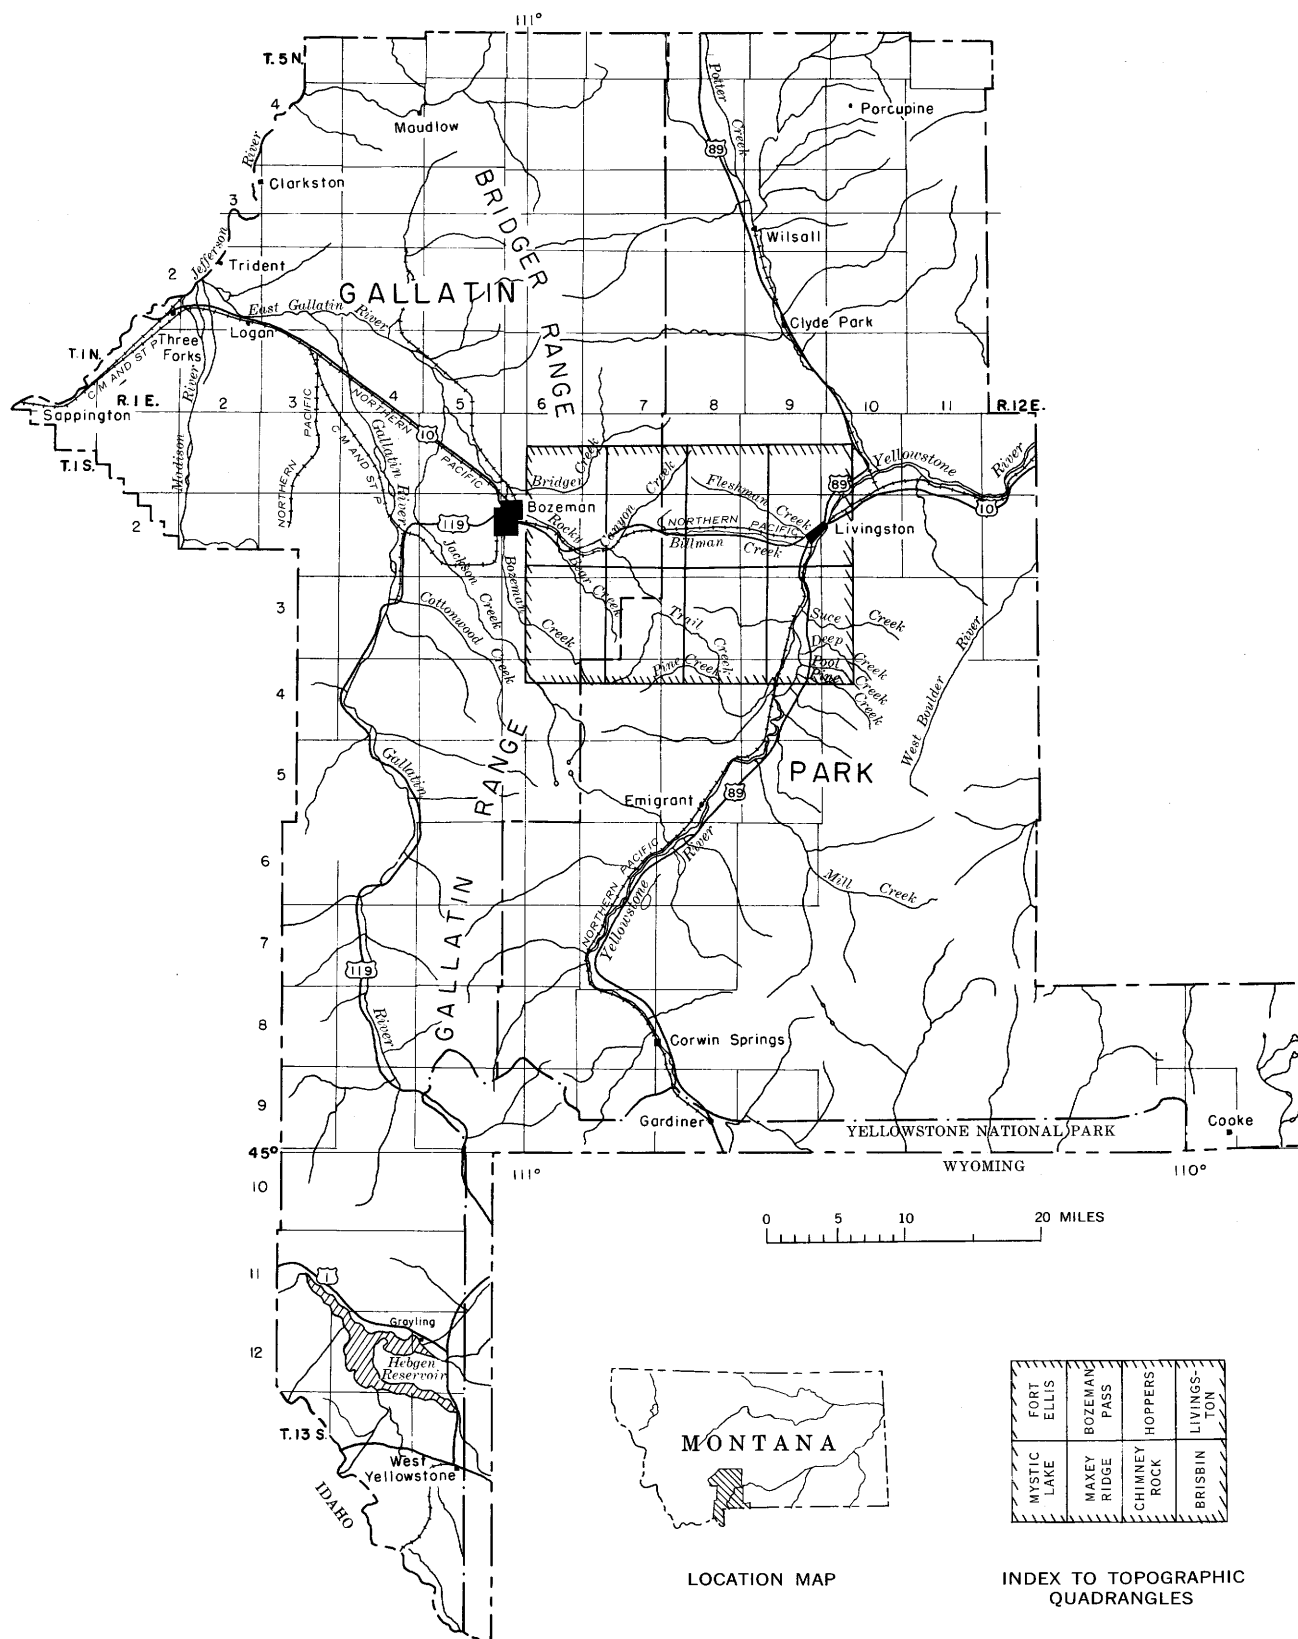 111°
T. 5 N.
4
Maudlow
Potter
Creek
Porcupine
89
River
Clarkston
3
BRIDGER
RANGE
Wilsall
Jefferson
Trident
2
GALLATIN
East Gallatin
River
Logan
Three
Forks
Clyde Park
T. I N.
C M AND ST P
River
Madison
Sappington
R. I E.
2
3
4
5
6
7
8
9
10
11
R. 12 E.
NORTHERN
PACIFIC
10
T. I S.
2
NORTHERN
PACIFIC
C M AND ST P
Gallatin
River
Bridger
Creek
Canyon
Creek
Fleshman
Creek
Yellowstone
River
89
10
Bozeman
119
Rocky
NORTHERN PACIFIC
Billman
Creek
Livingston
Jackson
Creek
Bozeman
Creek
Bear Creek
3
Cottonwood
Creek
Trail
Creek
Suce
Creek
Deep
Creek
Pool
Creek
Pine
Creek
Pine Creek
West Boulder
River
4
RANGE
GALLATIN
5
Gallatin
River
PARK
Emigrant
89
6
NORTHERN PACIFIC
Yellowstone
River
Mill Creek
7
119
8
Corwin Springs
9
Gardiner
Cooke
YELLOWSTONE NATIONAL PARK
45°
111°
WYOMING
110°
10
0 5 10 20 MILES
11
1
Grayling
12
Hebgen
Reservoir
T. 13 S.
West
Yellowstone
IDAHO
MONTANA
LOCATION MAP
FORT
ELLIS
BOZEMAN
PASS
HOPPERS
LIVINGS-
TON
MYSTIC
LAKE
MAXEY
RIDGE
CHIMNEY
ROCK
BRISBIN
INDEX TO TOPOGRAPHIC
QUADRANGLES